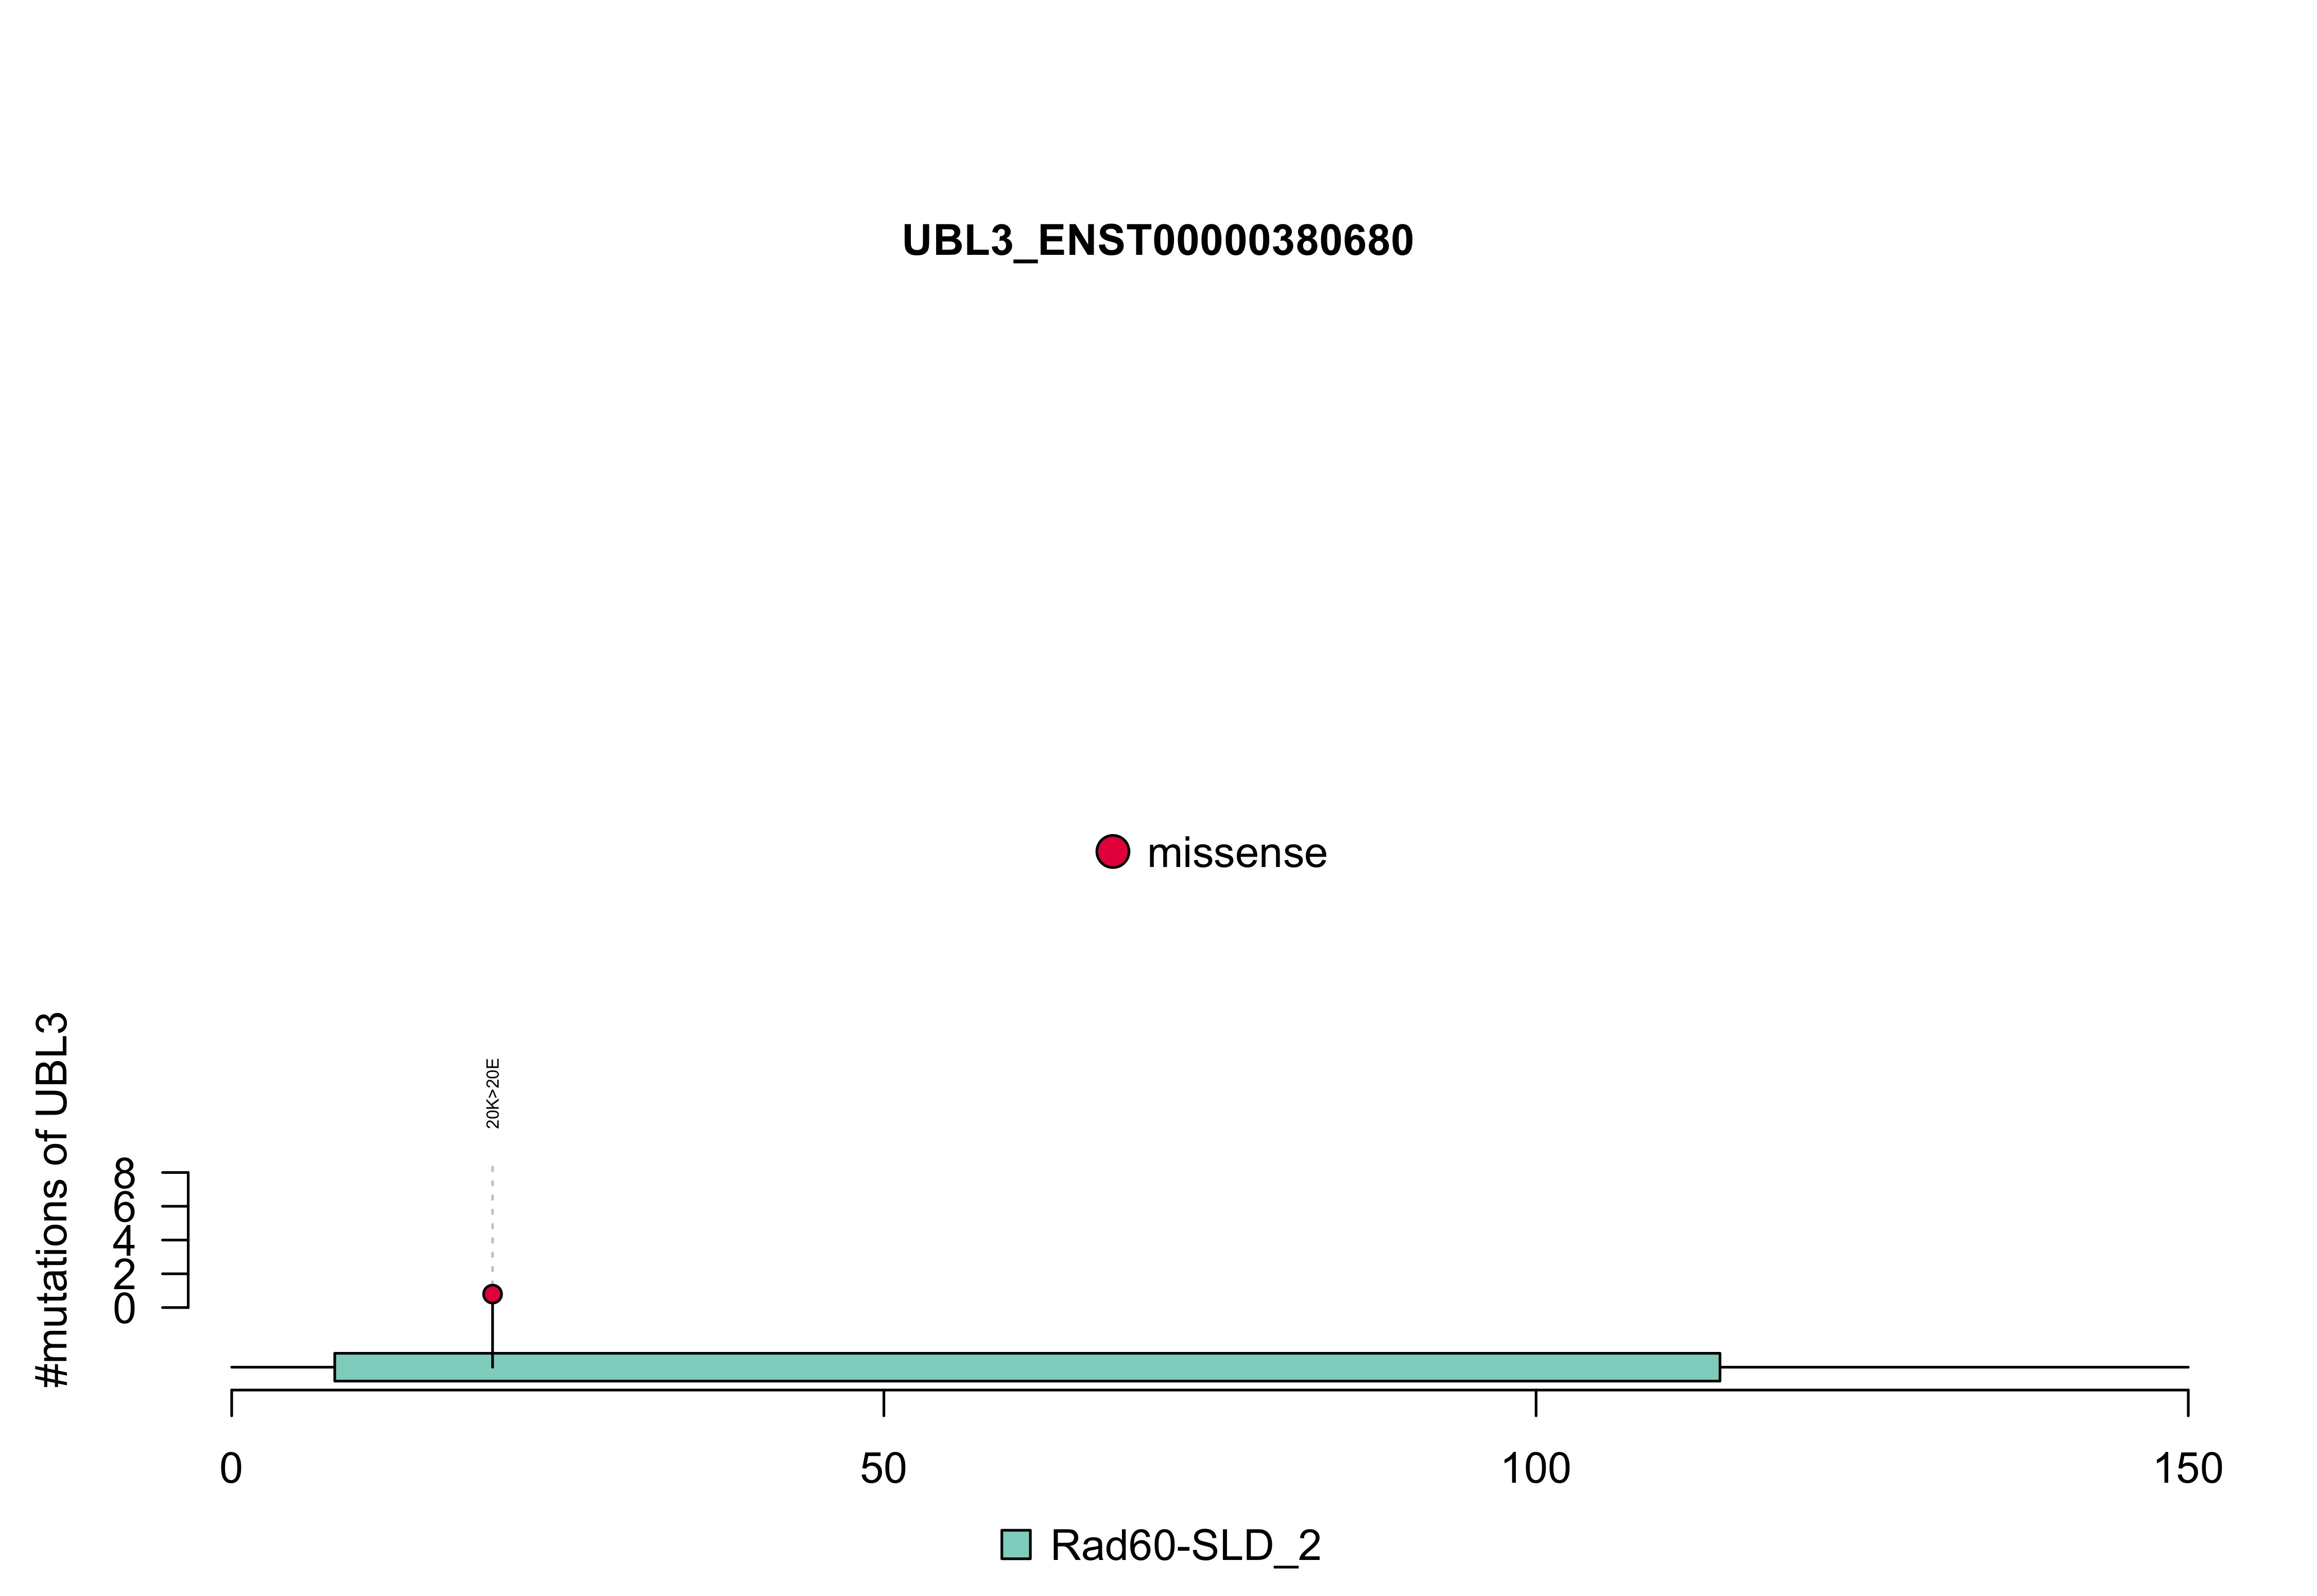 UBL3_ENST00000380680
missense
#mutations of UBL3
20K>20E
8
6
4
2
0
0 50 100 150
Rad60-SLD_2